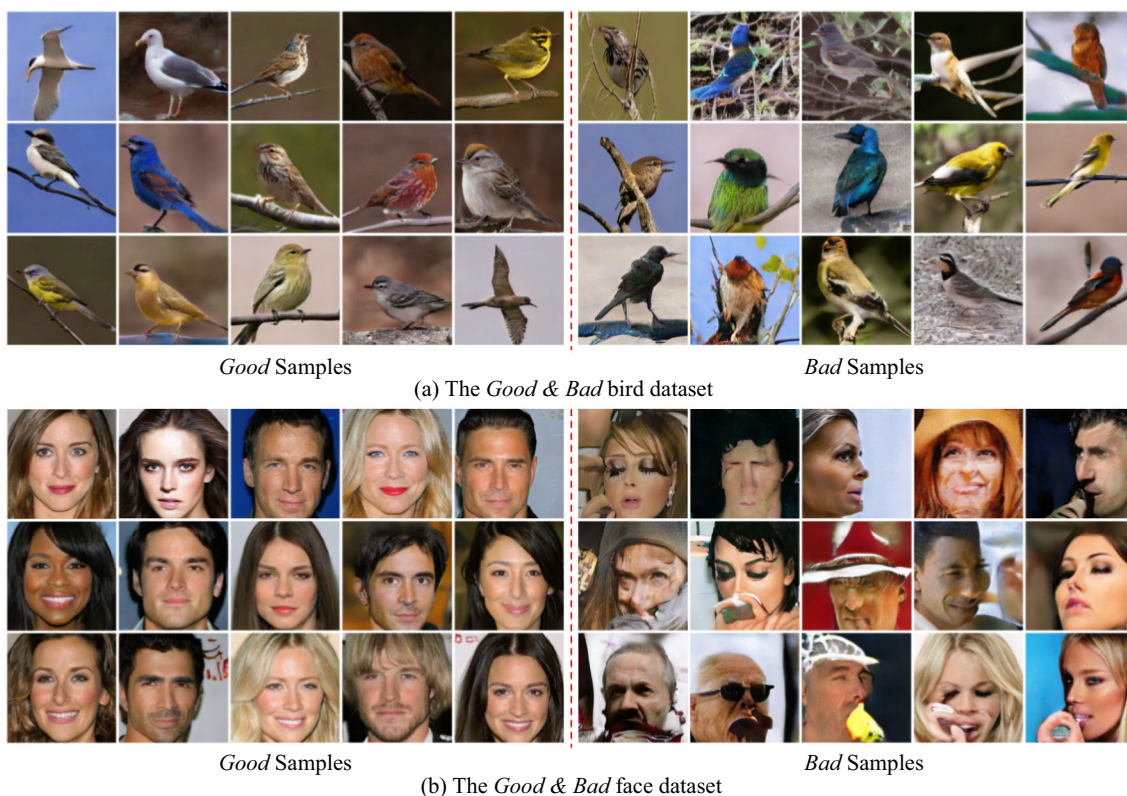 Good Samples
Bad Samples
(a) The Good & Bad bird dataset
Good Samples
Bad Samples
(b) The Good & Bad face dataset